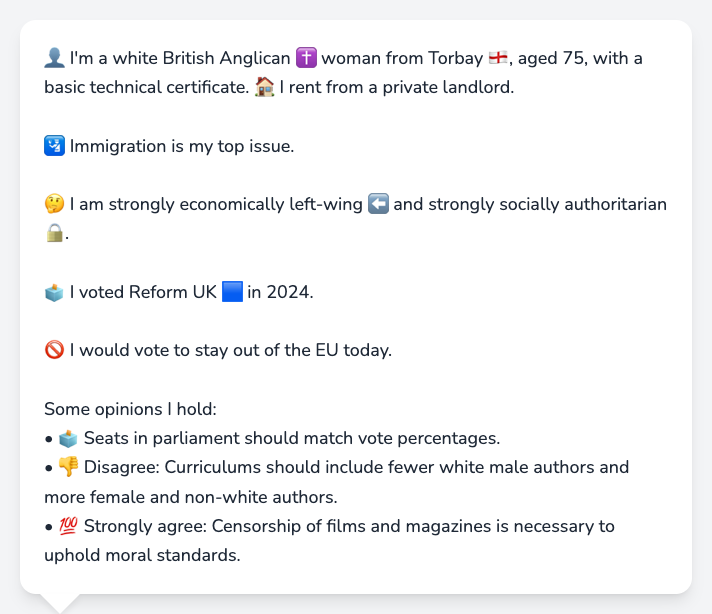 👤 I'm a white British Anglican ✝️ woman from Torbay 🏴󠁧󠁢󠁥󠁮󠁧󠁿, aged 75, with a
basic technical certificate. 🏠 I rent from a private landlord.
🛂 Immigration is my top issue.
🤔 I am strongly economically left-wing ⬅️ and strongly socially authoritarian
🔒.
🗳️ I voted Reform UK 🟦 in 2024.
🚫 I would vote to stay out of the EU today.
Some opinions I hold:
• 🗳️ Seats in parliament should match vote percentages.
• 👎 Disagree: Curriculums should include fewer white male authors and
more female and non-white authors.
• 💯 Strongly agree: Censorship of films and magazines is necessary to
uphold moral standards.